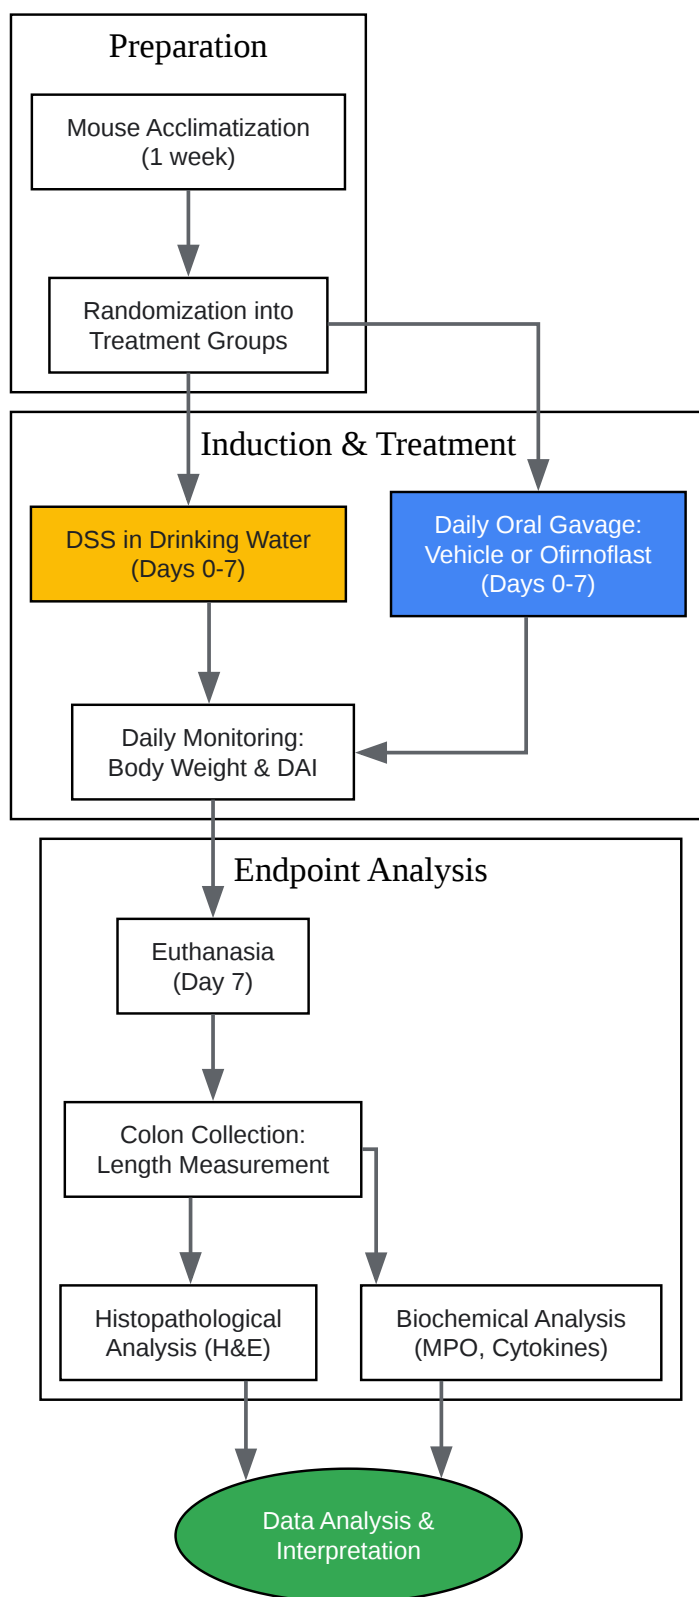 Preparation
Mouse Acclimatization
(1 week)
Randomization into
Treatment Groups
Induction & Treatment
DSS in Drinking Water
(Days 0-7)
Daily Oral Gavage:
Vehicle or Ofirnoflast
(Days 0-7)
Daily Monitoring:
Body Weight & DAI
Endpoint Analysis
Euthanasia
(Day 7)
Colon Collection:
Length Measurement
Histopathological
Analysis (H&E)
Biochemical Analysis
(MPO, Cytokines)
Data Analysis &
Interpretation